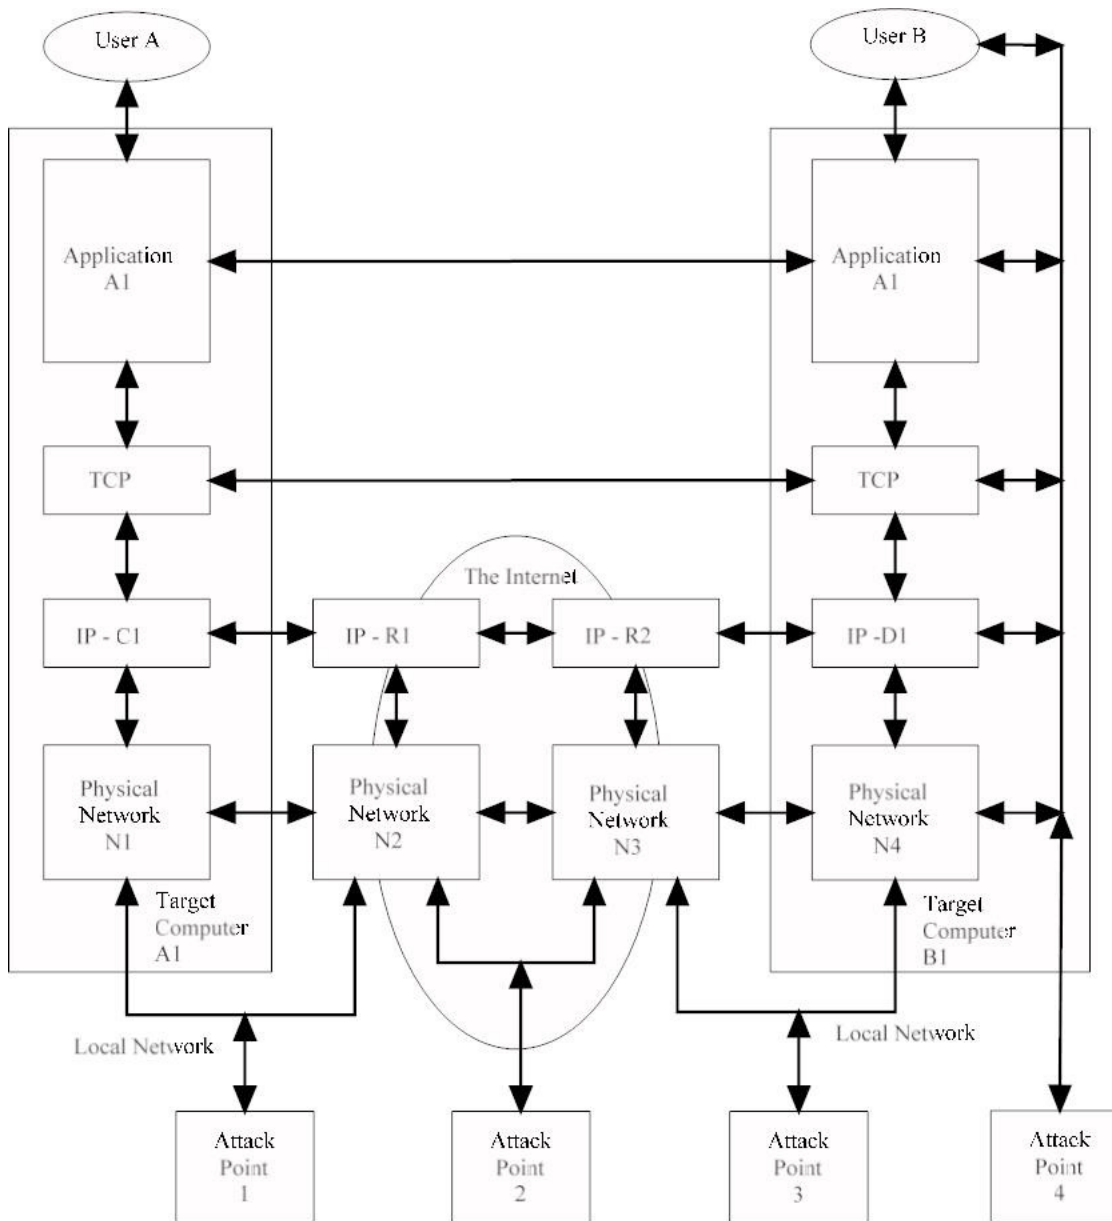 User A
User B
Application
A1
Application
A1
TCP
TCP
The Internet
IP - C1
IP - R1
IP - R2
IP -D1
Physical
Network
N1
Physical
Network
N2
Physical
Network
N3
Physical
Network
N4
Target
Computer
A1
Target
Computer
B1
Local Network
Local Network
Attack
Point
1
Attack
Point
2
Attack
Point
3
Attack
Point
4